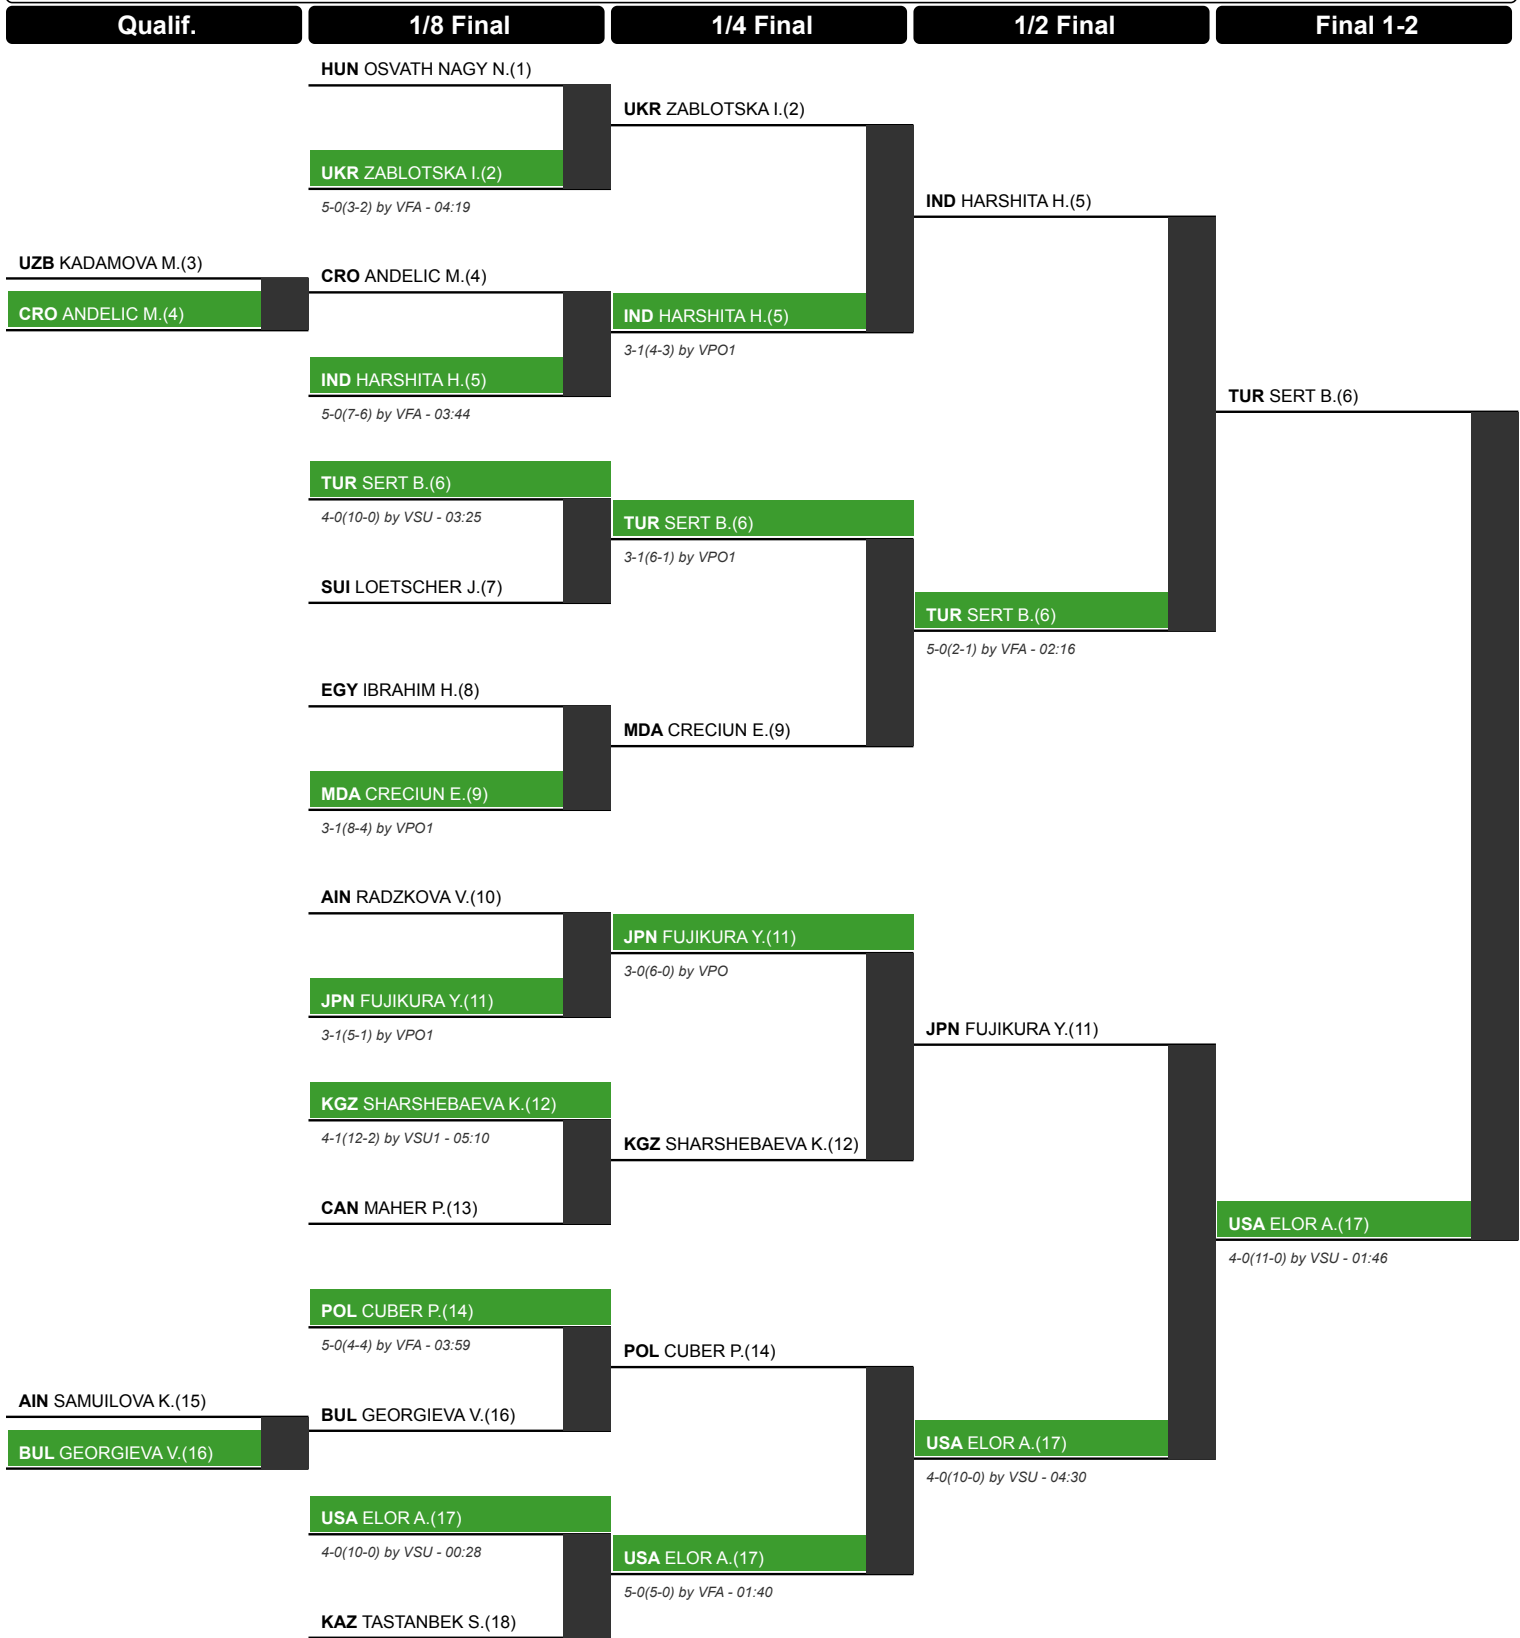 Qualif.
1/8 Final
1/4 Final
1/2 Final
Final 1-2
UZB KADAMOVA M.(3)
CRO ANDELIC M.(4)
AIN SAMUILOVA K.(15)
BUL GEORGIEVA V.(16)
HUN OSVATH NAGY N.(1)
UKR ZABLOTSKA I.(2)
5-0(3-2) by VFA - 04:19
CRO ANDELIC M.(4)
IND HARSHITA H.(5)
5-0(7-6) by VFA - 03:44
TUR SERT B.(6)
4-0(10-0) by VSU - 03:25
SUI LOETSCHER J.(7)
EGY IBRAHIM H.(8)
MDA CRECIUN E.(9)
3-1(8-4) by VPO1
AIN RADZKOVA V.(10)
JPN FUJIKURA Y.(11)
3-1(5-1) by VPO1
KGZ SHARSHEBAEVA K.(12)
4-1(12-2) by VSU1 - 05:10
CAN MAHER P.(13)
POL CUBER P.(14)
5-0(4-4) by VFA - 03:59
BUL GEORGIEVA V.(16)
USA ELOR A.(17)
4-0(10-0) by VSU - 00:28
KAZ TASTANBEK S.(18)
UKR ZABLOTSKA I.(2)
IND HARSHITA H.(5)
3-1(4-3) by VPO1
TUR SERT B.(6)
3-1(6-1) by VPO1
MDA CRECIUN E.(9)
JPN FUJIKURA Y.(11)
3-0(6-0) by VPO
KGZ SHARSHEBAEVA K.(12)
POL CUBER P.(14)
USA ELOR A.(17)
5-0(5-0) by VFA - 01:40
IND HARSHITA H.(5)
TUR SERT B.(6)
5-0(2-1) by VFA - 02:16
JPN FUJIKURA Y.(11)
USA ELOR A.(17)
4-0(10-0) by VSU - 04:30
TUR SERT B.(6)
USA ELOR A.(17)
4-0(11-0) by VSU - 01:46